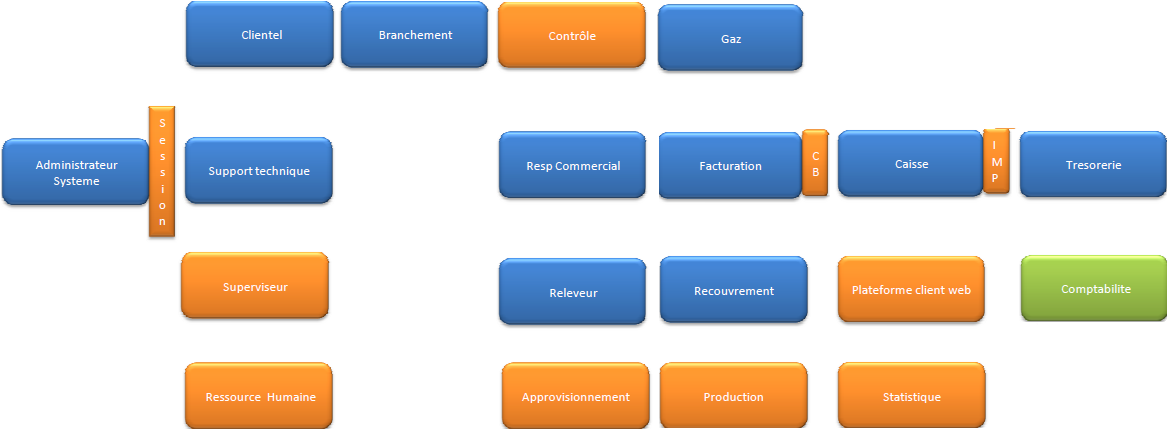 Clientel
Branchement
Contrôle
Gaz
Administrateur
Systeme
Session
Support technique
Resp Commercial
Facturation
CB
Caisse
IMP
Tresorerie
Superviseur
Releveur
Recouvrement
Plateforme client web
Comptabilite
Ressource Humaine
Approvisionnement
Production
Statistique